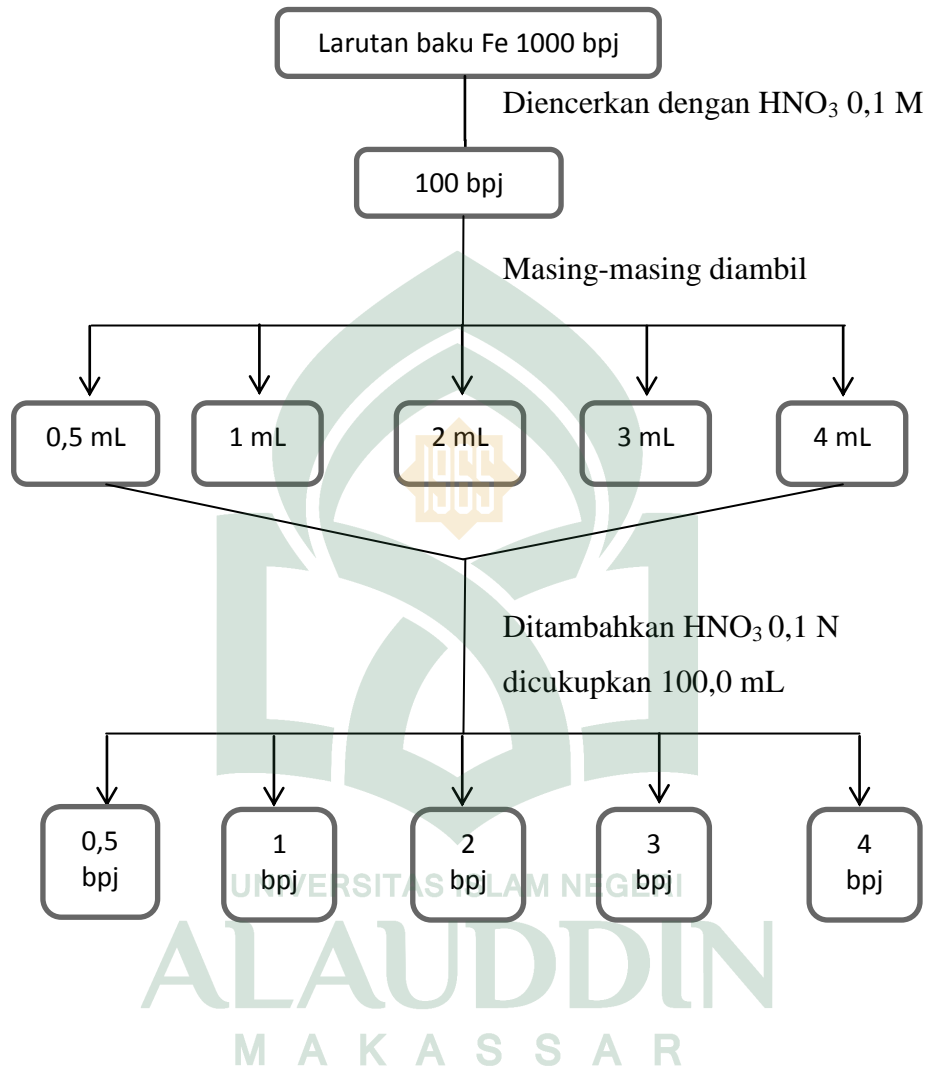 Larutan baku Fe 1000 bpj
Diencerkan dengan HNO₃ 0,1 M
100 bpj
Masing-masing diambil
0,5 mL
1 mL
2 mL
3 mL
4 mL
1965
Ditambahkan HNO₃ 0,1 N
dicukupkan 100,0 mL
0,5
bpj
1
bpj
2
bpj
3
bpj
4
bpj
UNIVERSITAS ISLAM NEGERI
ALAUDDIN
MAKASSAR